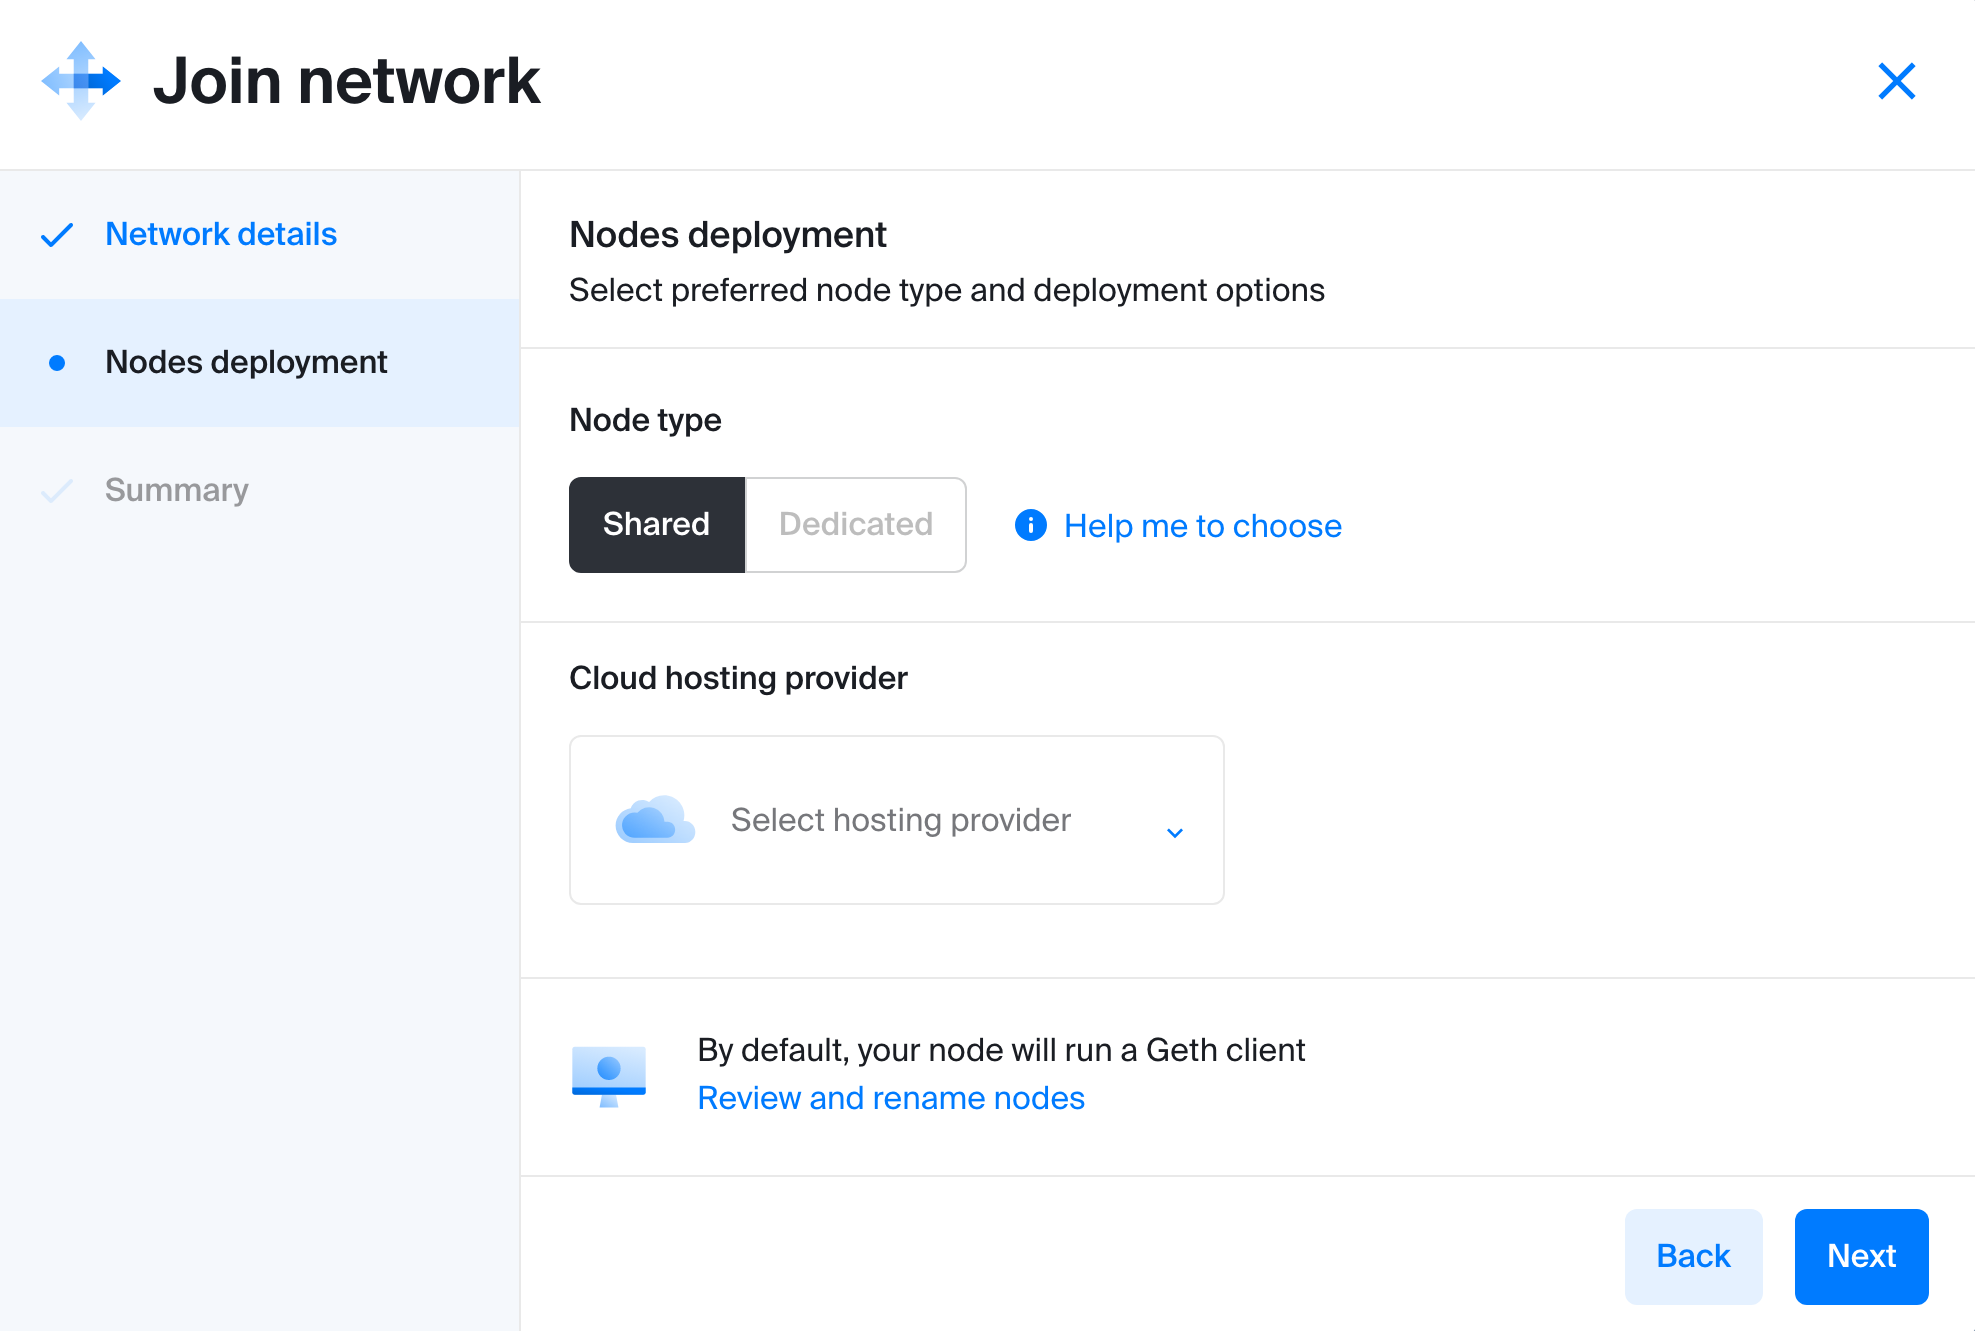 Join network
Network details
Nodes deployment
Summary
Nodes deployment
Select preferred node type and deployment options
Node type
Shared
Dedicated
Help me to choose
Cloud hosting provider
Select hosting provider
By default, your node will run a Geth client
Review and rename nodes
Back
Next